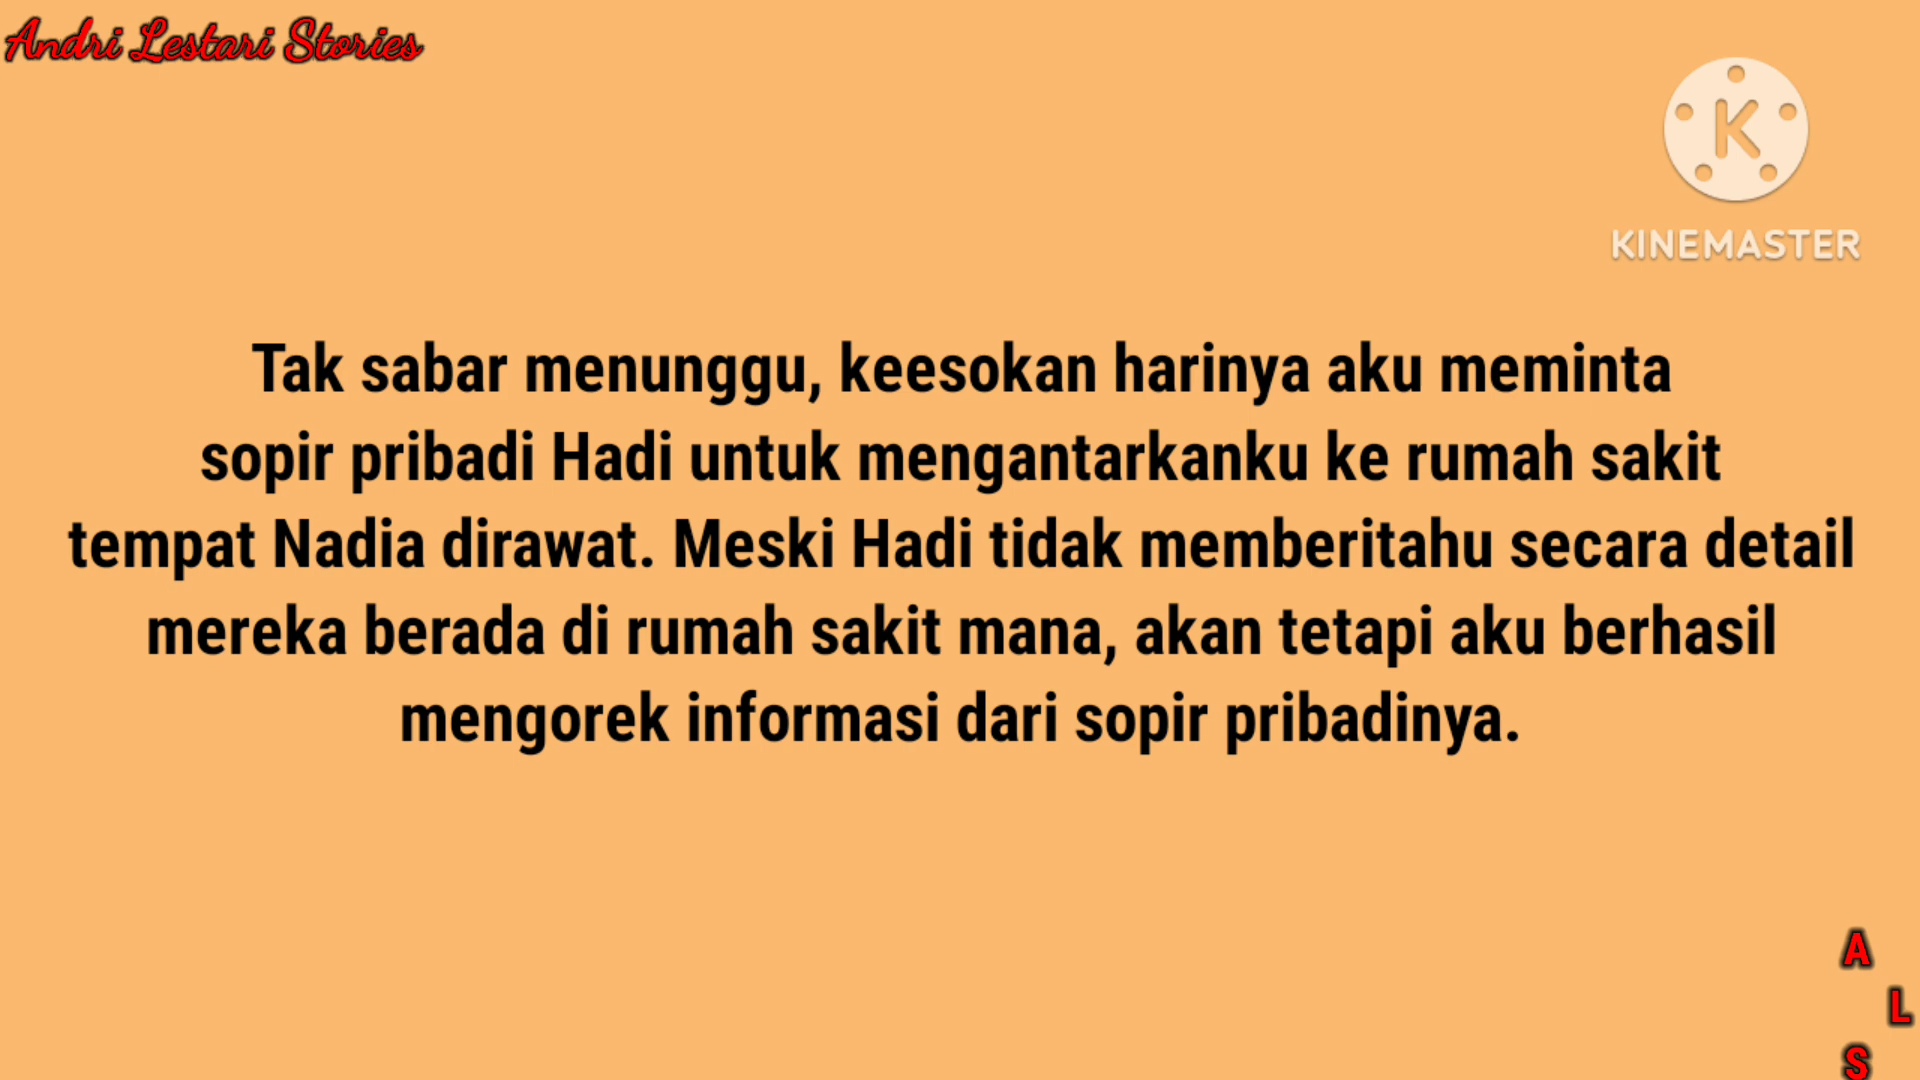 Andri Lestari Stories
K
KINEMASTER
Tak sabar menunggu, keesokan harinya aku meminta
sopir pribadi Hadi untuk mengantarkanku ke rumah sakit
tempat Nadia dirawat. Meski Hadi tidak memberitahu secara detail
mereka berada di rumah sakit mana, akan tetapi aku berhasil
mengorek informasi dari sopir pribadinya.
A
L
S